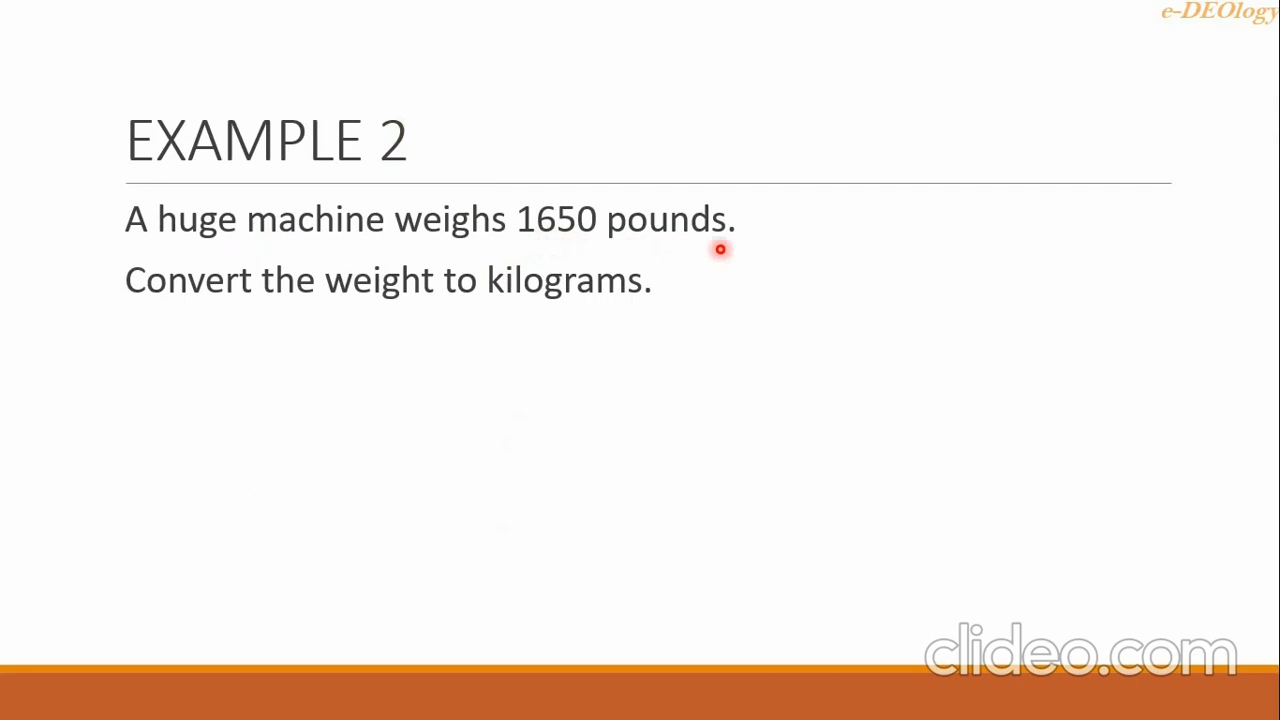 e-DEOlogy
EXAMPLE 2
A huge machine weighs 1650 pounds.
Convert the weight to kilograms.
clideo.com